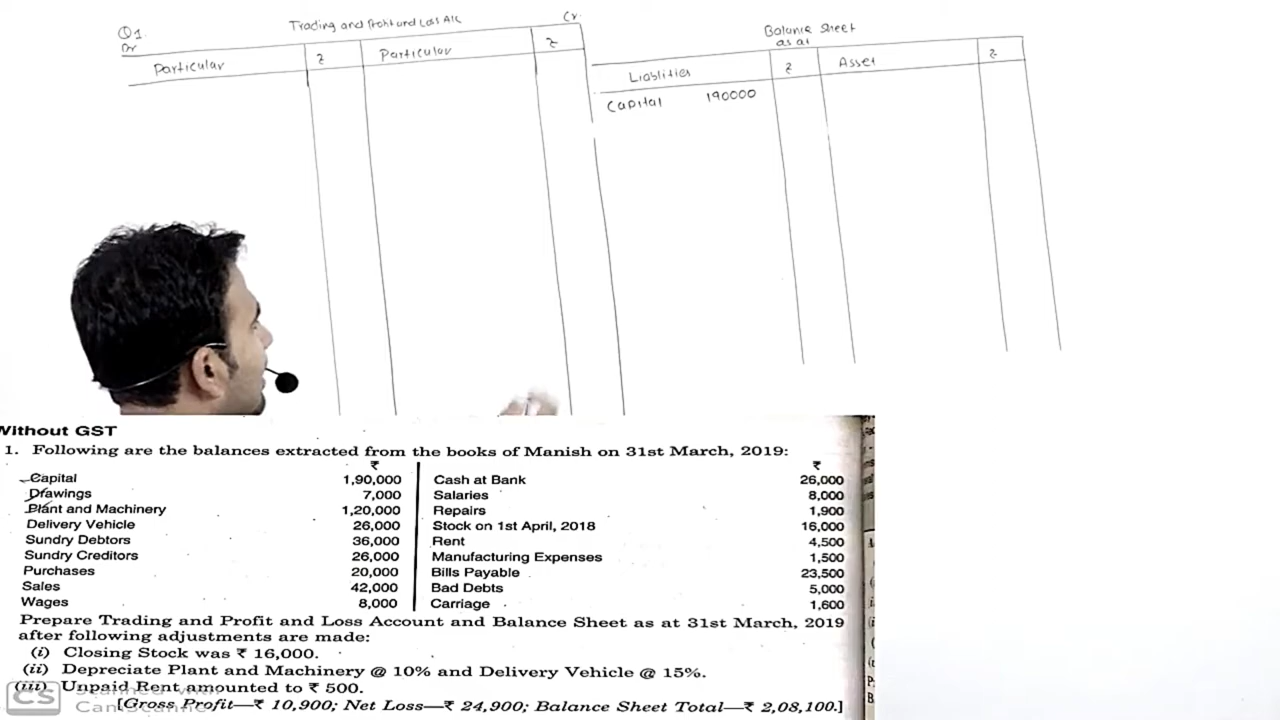 Q1.
Trading and Profit and Loss A/c
Cr.
Dr
Particular ₹ Particular ₹
Balance Sheet
as at
Liablities ₹ Asset ₹
Capital 190000
Without GST
1. Following are the balances extracted from the books of Manish on 31st March, 2019:
₹ ₹
Capital 1,90,000 Cash at Bank 26,000
Drawings 7,000 Salaries 8,000
Plant and Machinery 1,20,000 Repairs 1,900
Delivery Vehicle 26,000 Stock on 1st April, 2018 16,000
Sundry Debtors 36,000 Rent 4,500
Sundry Creditors 26,000 Manufacturing Expenses 1,500
Purchases 20,000 Bills Payable 23,500
Sales 42,000 Bad Debts 5,000
Wages 8,000 Carriage 1,600
Prepare Trading and Profit and Loss Account and Balance Sheet as at 31st March, 2019
after following adjustments are made:
(i) Closing Stock was ₹ 16,000.
(ii) Depreciate Plant and Machinery @ 10% and Delivery Vehicle @ 15%.
(iii) Unpaid Rent amounted to ₹ 500.
[Gross Profit—₹ 10,900; Net Loss—₹ 24,900; Balance Sheet Total—₹ 2,08,100.]
CS